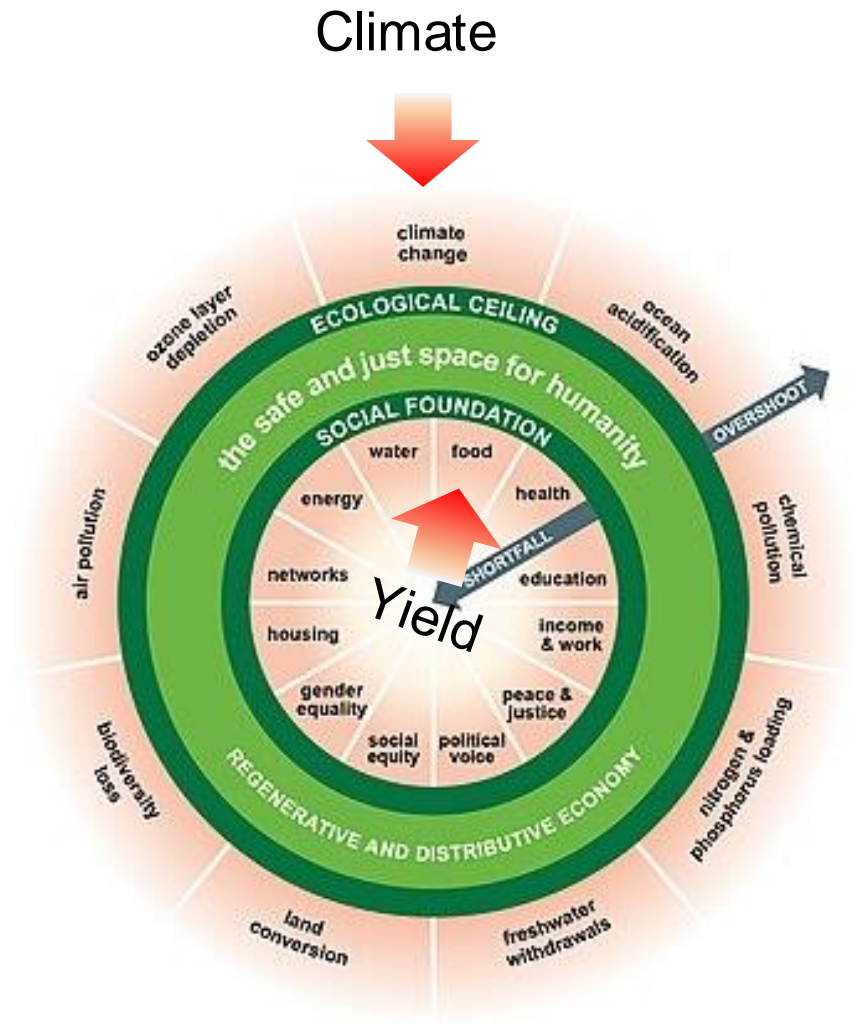 Climate
climate
change
ozone layer
depletion
ocean
acidification
ECOLOGICAL CEILING
the safe and just space for humanity
SOCIAL FOUNDATION
OVERSHOOT
water
food
energy
health
air pollution
chemical
pollution
SHORTFALL
networks
education
Yield
housing
income
& work
gender
equality
peace &
justice
social
equity
political
voice
biodiversity
loss
nitrogen &
phosphorus loading
REGENERATIVE AND DISTRIBUTIVE ECONOMY
land
conversion
freshwater
withdrawals